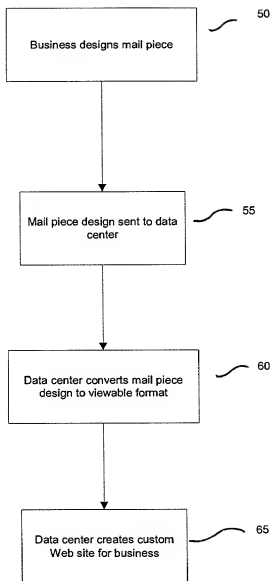 50
Business designs mail piece
55
Mail piece design sent to data
center
60
Data center converts mail piece
design to viewable format
65
Data center creates custom
Web site for business